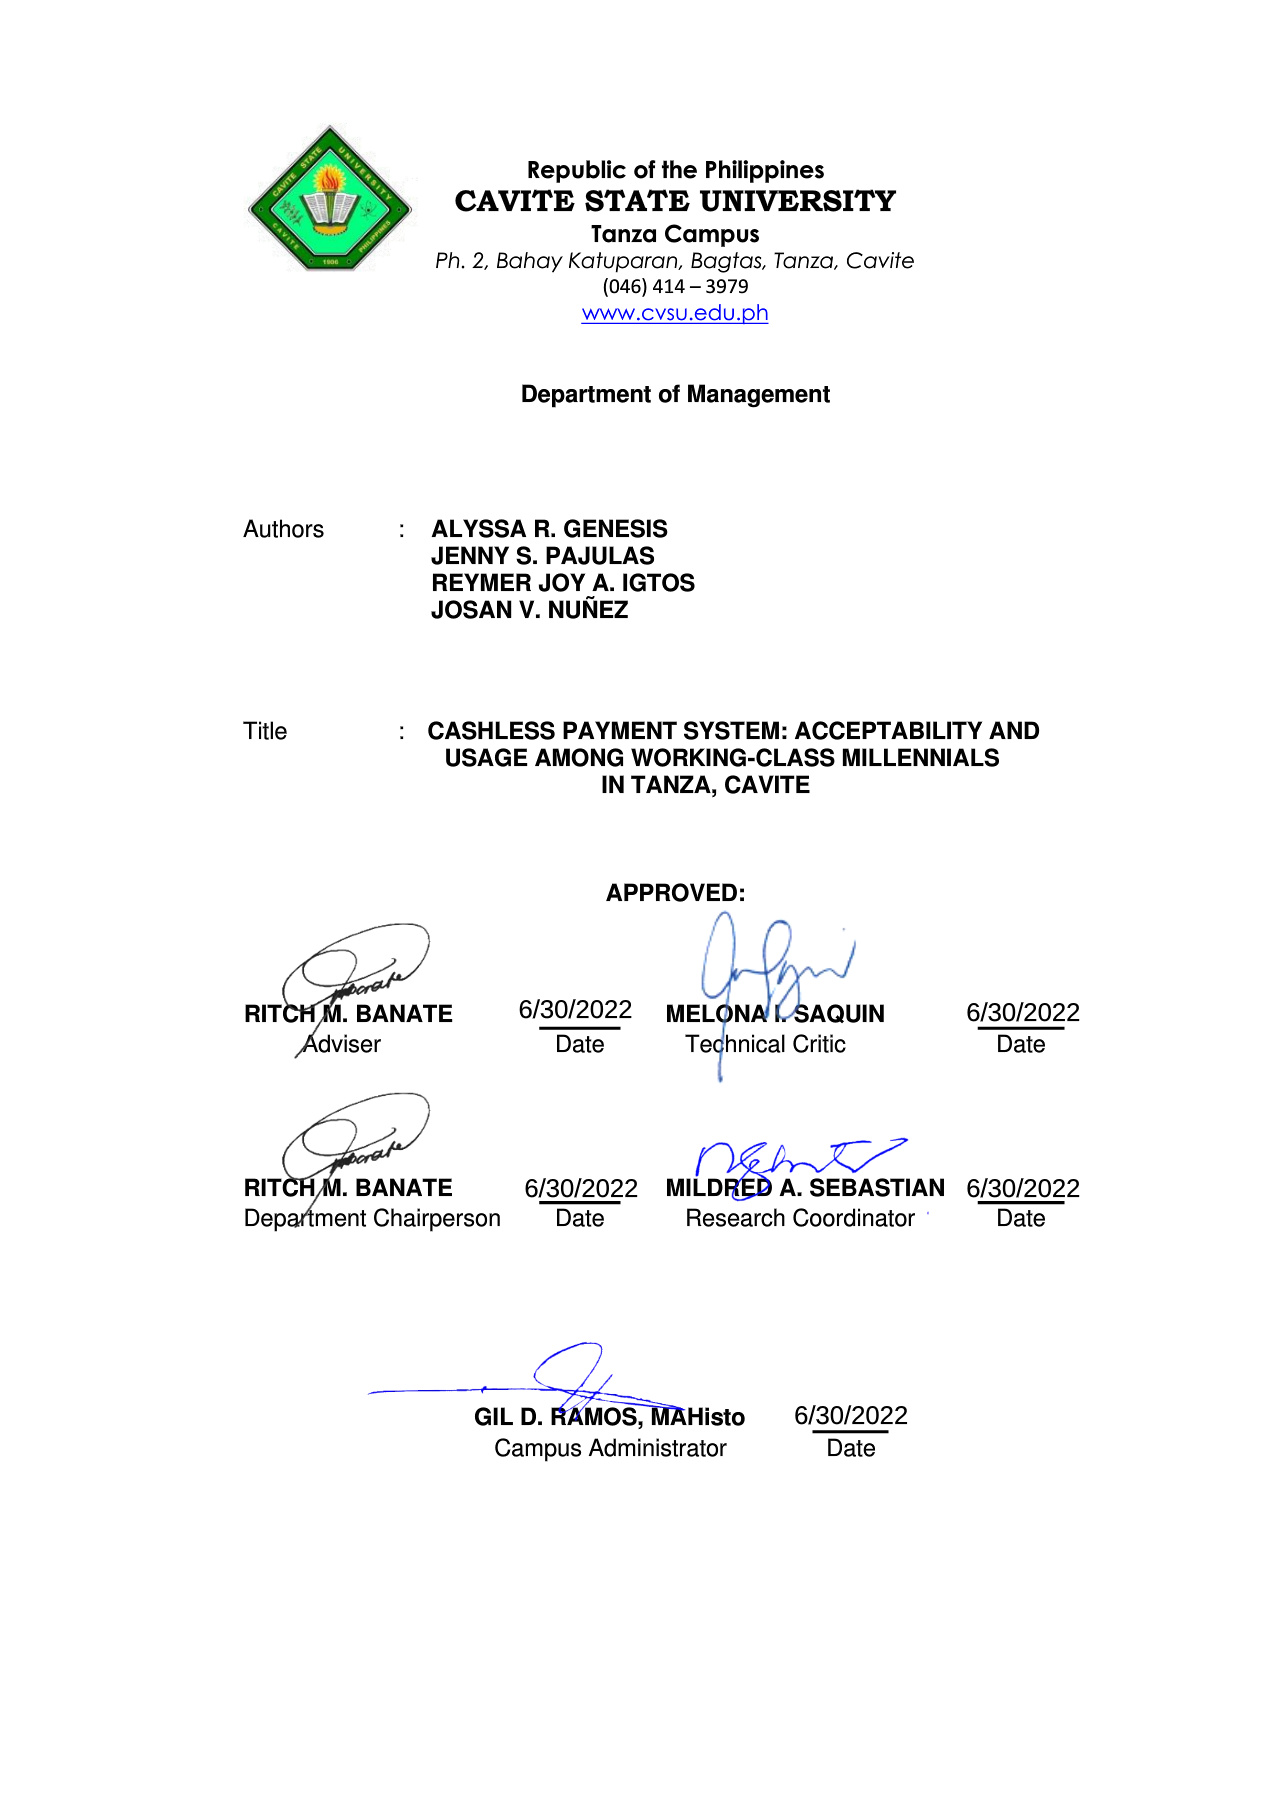 CAVITE STATE UNIVERSITY
CAVITE PHILIPPINES
1906
Republic of the Philippines
CAVITE STATE UNIVERSITY
Tanza Campus
Ph. 2, Bahay Katuparan, Bagtas, Tanza, Cavite
(046) 414 – 3979
www.cvsu.edu.ph
Department of Management
Authors : ALYSSA R. GENESIS
JENNY S. PAJULAS
REYMER JOY A. IGTOS
JOSAN V. NUÑEZ
Title : CASHLESS PAYMENT SYSTEM: ACCEPTABILITY AND
USAGE AMONG WORKING-CLASS MILLENNIALS
IN TANZA, CAVITE
APPROVED:
RITCH M. BANATE 6/30/2022 MELONA I. SAQUIN 6/30/2022
Adviser Date Technical Critic Date
RITCH M. BANATE 6/30/2022 MILDRED A. SEBASTIAN 6/30/2022
Department Chairperson Date Research Coordinator Date
GIL D. RAMOS, MAHisto 6/30/2022
Campus Administrator Date